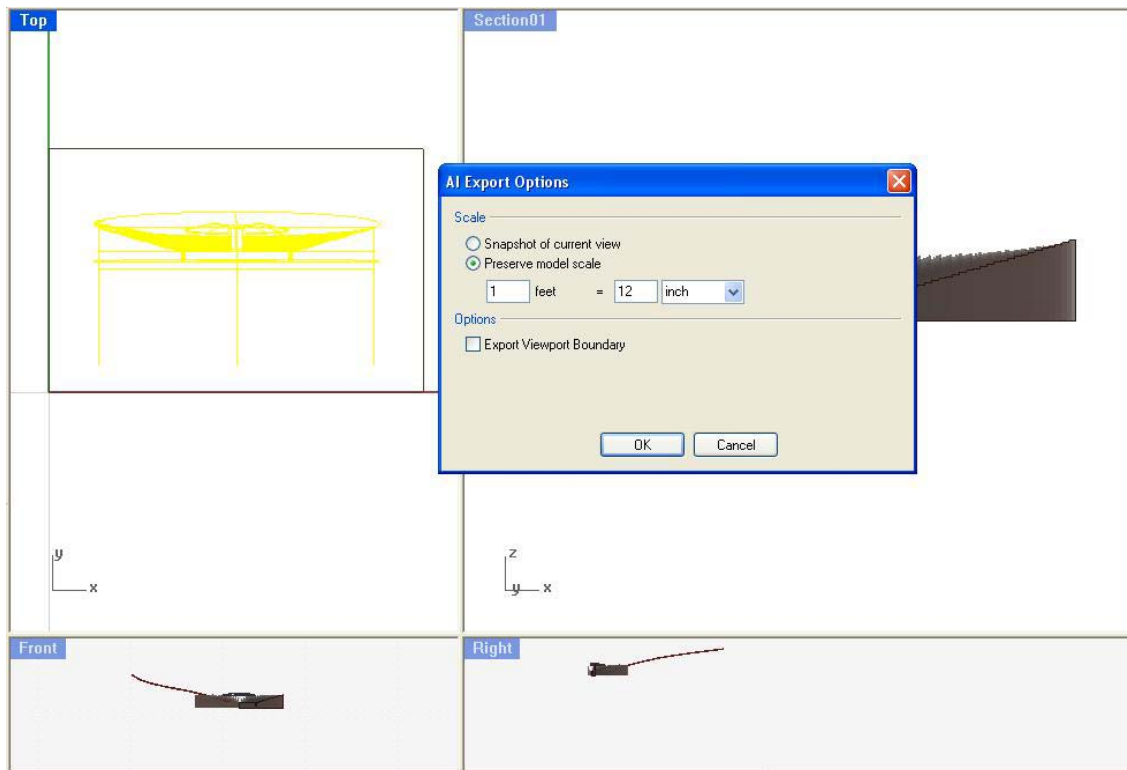 Top
Section01
AI Export Options
Scale
Snapshot of current view
Preserve model scale
1 feet = 12 inch
Options
Export Viewport Boundary
OK Cancel
y
x
z
y x
Front
Right